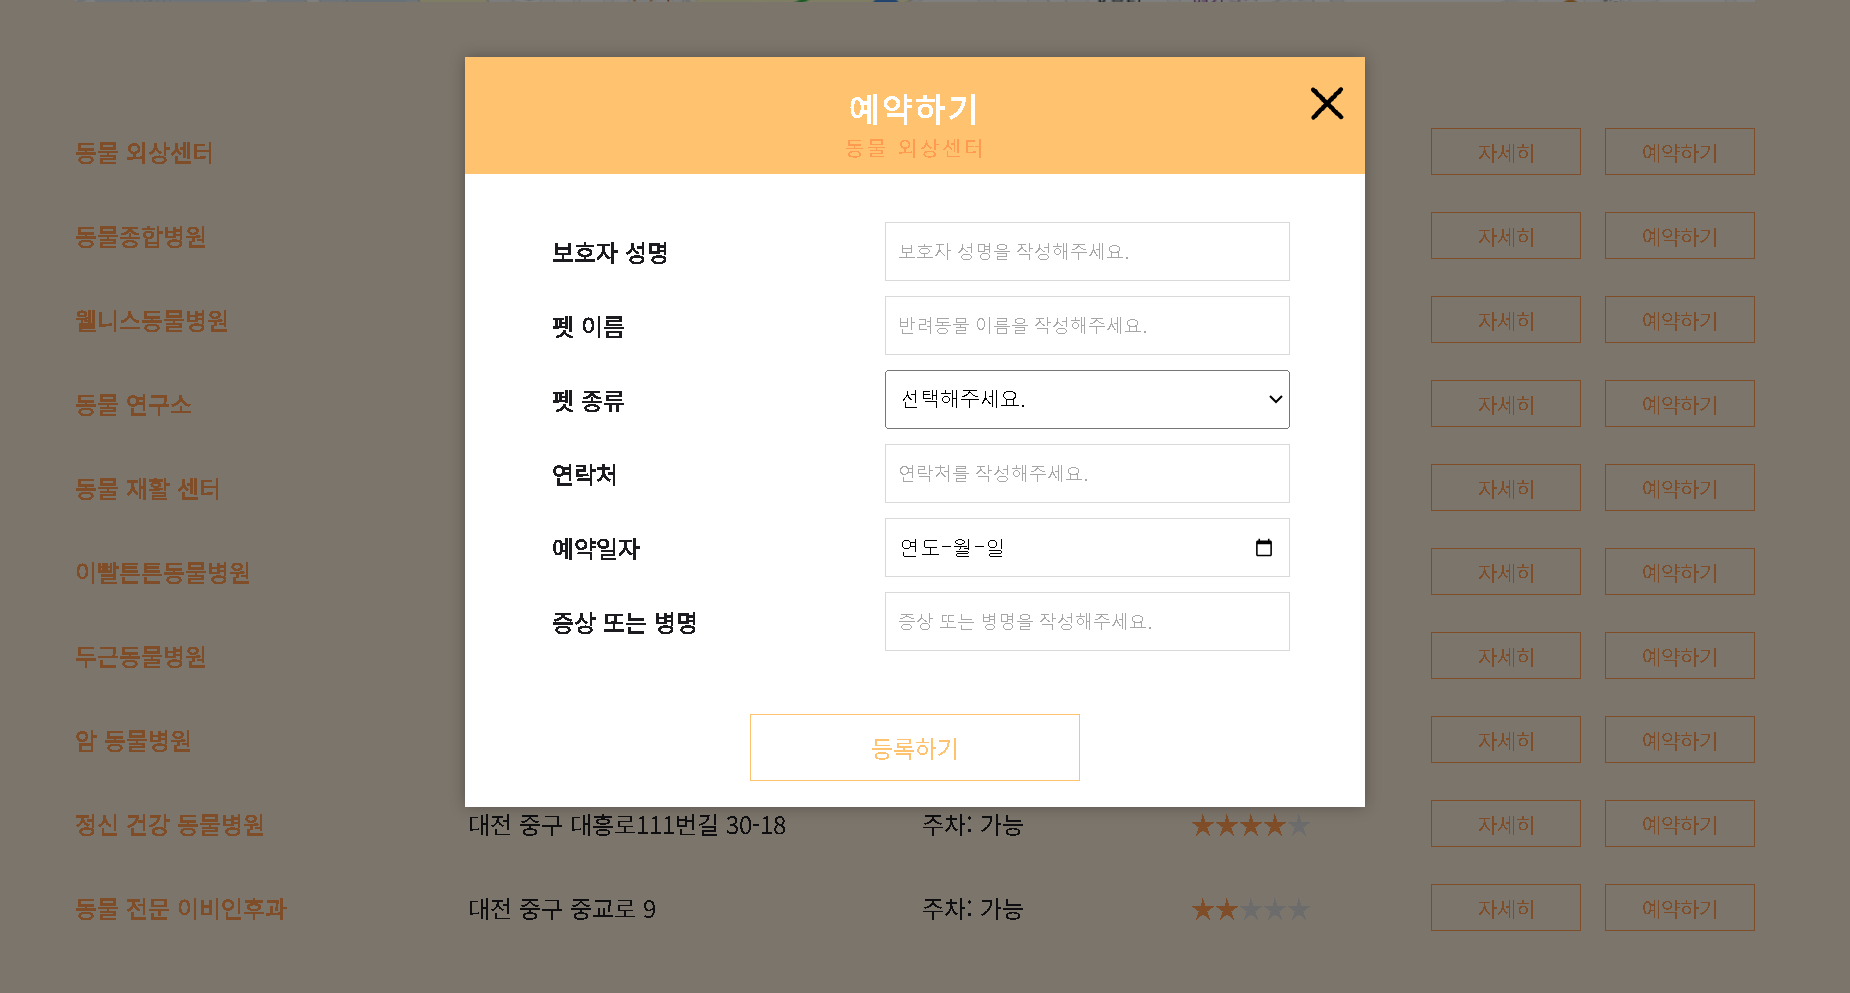 예약하기
동물 외상센터
보호자 성명
보호자 성명을 작성해주세요.
펫 이름
반려동물 이름을 작성해주세요.
펫 종류
선택해주세요.
연락처
연락처를 작성해주세요.
예약일자
연도-월-일
증상 또는 병명
증상 또는 병명을 작성해주세요.
등록하기
동물 외상센터 자세히 예약하기
동물종합병원 자세히 예약하기
웰니스동물병원 자세히 예약하기
동물 연구소 자세히 예약하기
동물 재활 센터 자세히 예약하기
이빨튼튼동물병원 자세히 예약하기
두근동물병원 자세히 예약하기
암 동물병원 자세히 예약하기
정신 건강 동물병원 대전 중구 대흥로111번길 30-18 주차: 가능 ★★★★★ 자세히 예약하기
동물 전문 이비인후과 대전 중구 중교로 9 주차: 가능 ★★★★★ 자세히 예약하기